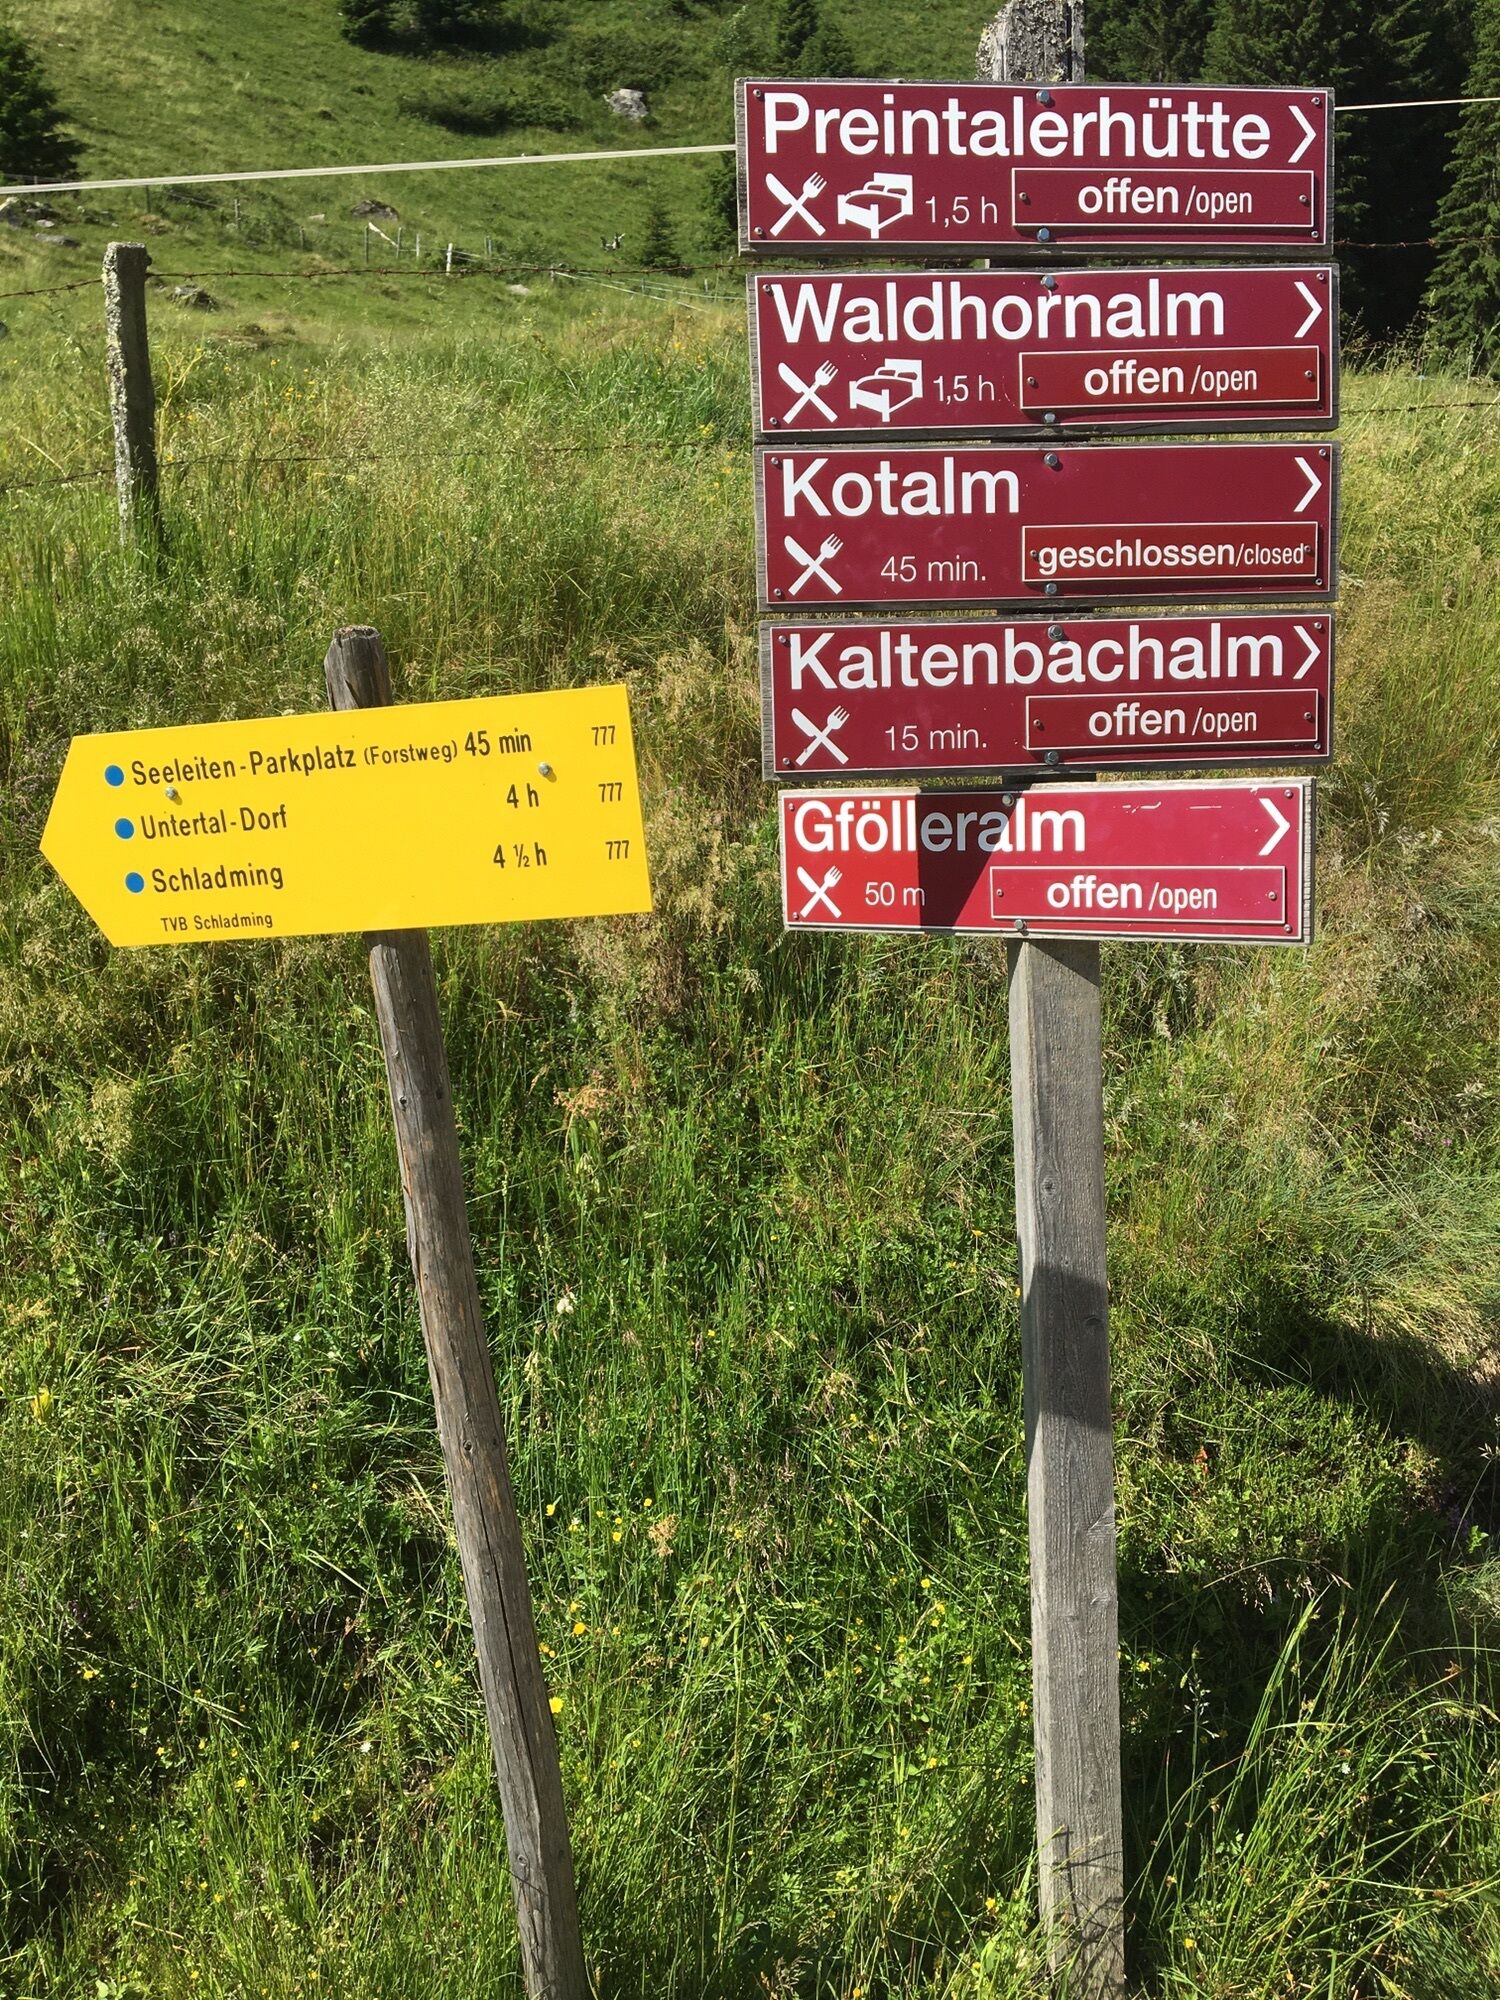 Preintalerhütte
1,5 h offen/open
Waldhornalm
1,5 h offen/open
Kotalm
45 min. geschlossen/closed
Kaltenbachalm
15 min. offen/open
Gfölleralm
50 m offen/open
Seeleiten-Parkplatz (Forstweg) 45 min 777
Untertal-Dorf 4 h 777
Schladming 4 ½ h 777
TVB Schladming